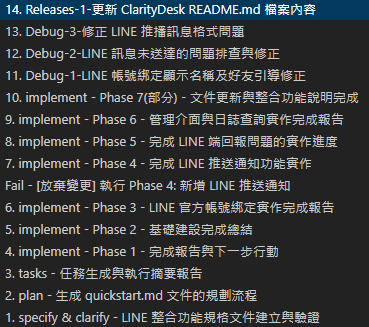 14. Releases-1-更新 ClarityDesk README.md 檔案內容
13. Debug-3-修正 LINE 推播訊息格式問題
12. Debug-2-LINE 訊息未送達的問題排查與修正
11. Debug-1-LINE 帳號綁定顯示名稱及好友引導修正
10. implement - Phase 7(部分) - 文件更新與整合功能說明完成
9. implement - Phase 6 - 管理介面與日誌查詢實作完成報告
8. implement - Phase 5 - 完成 LINE 端回報問題的實作進度
7. implement - Phase 4 - 完成 LINE 推送通知功能實作
Fail - [放棄變更] 執行 Phase 4: 新增 LINE 推送通知
6. implement - Phase 3 - LINE 官方帳號綁定實作完成報告
5. implement - Phase 2 - 基礎建設完成總結
4. implement - Phase 1 - 完成報告與下一步行動
3. tasks - 任務生成與執行摘要報告
2. plan - 生成 quickstart.md 文件的規劃流程
1. specify & clarify - LINE 整合功能規格文件建立與驗證